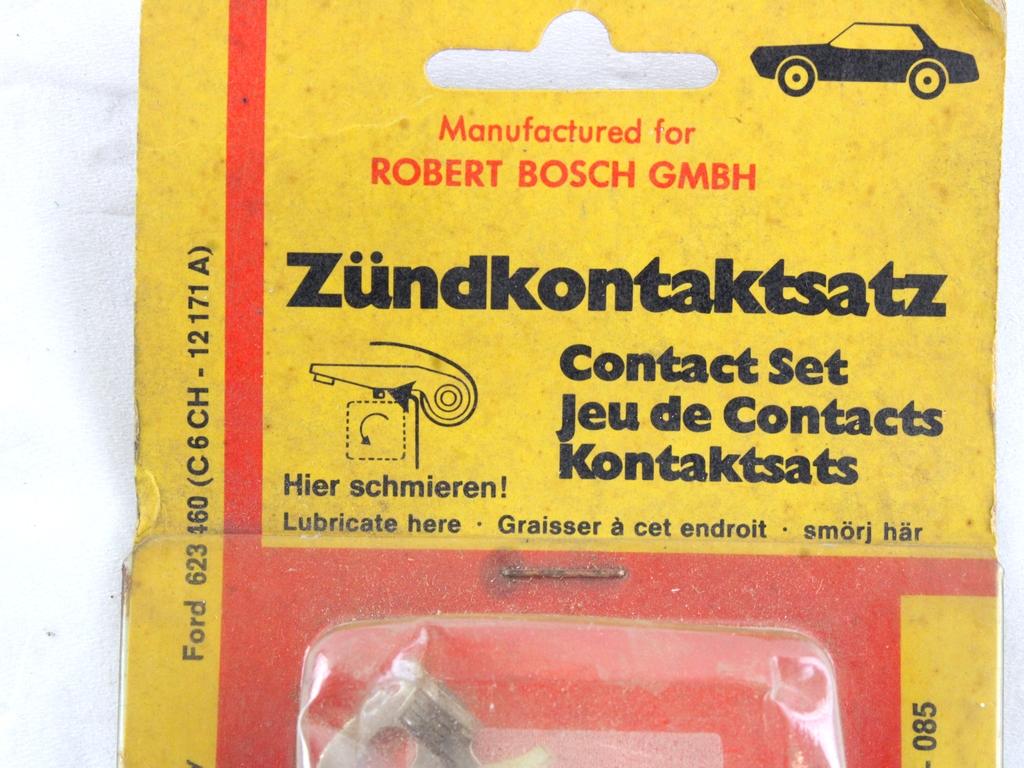 Manufactured for
ROBERT BOSCH GMBH
Zündkontaktsatz
Contact Set
Jeu de Contacts
Kontaktsats
Hier schmieren!
Lubricate here · Graisser à cet endroit · smörj här
Ford 623 460 (C 6 CH - 12 171 A)
- 085